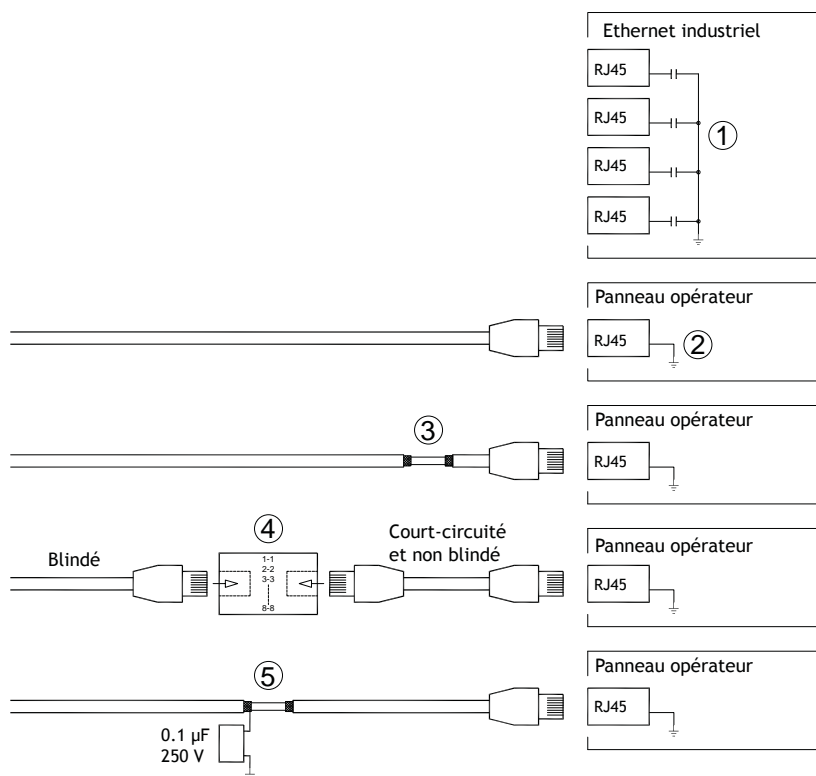 Ethernet industriel
RJ45
RJ45
1
RJ45
RJ45
Panneau opérateur
RJ45
2
Panneau opérateur
3
RJ45
4
Court-circuité
et non blindé
Blindé
1-1
2-2
3-3
8-8
Panneau opérateur
RJ45
5
Panneau opérateur
RJ45
0.1 µF
250 V